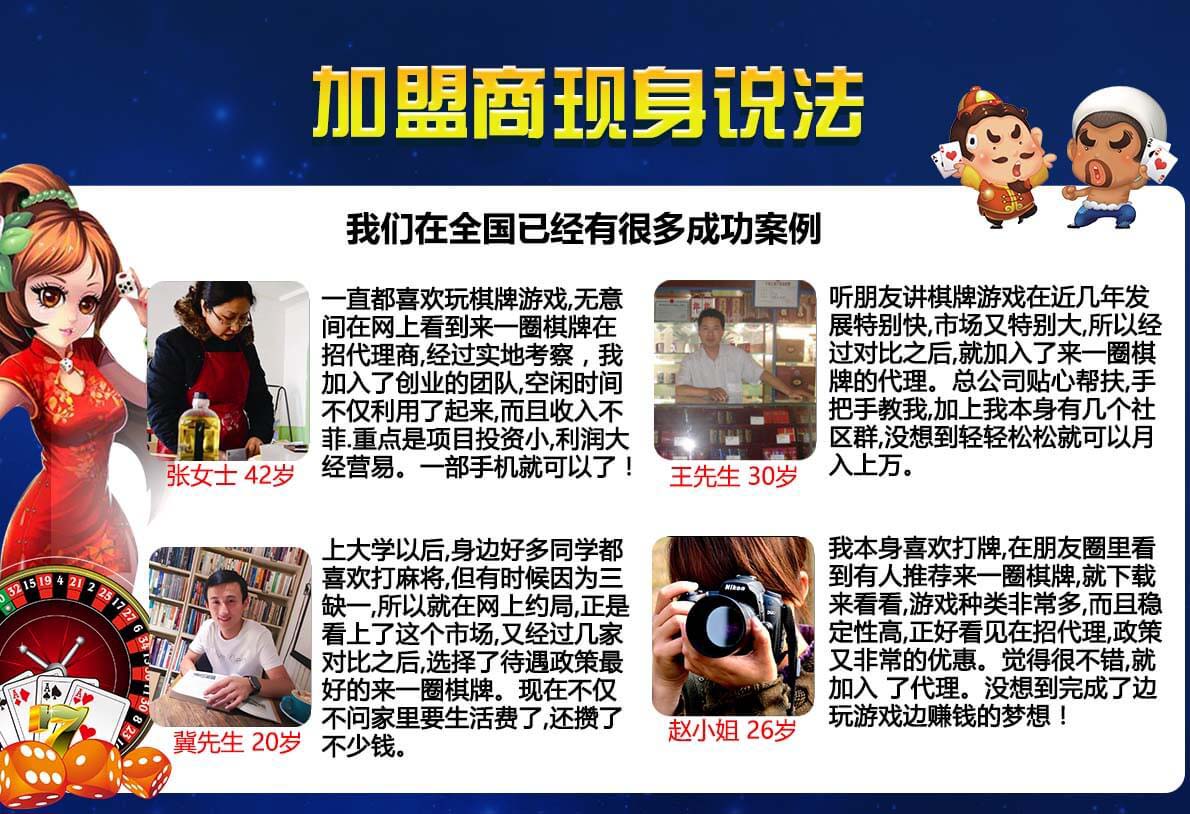 加盟商现身说法
我们在全国已经有很多成功案例
一直都喜欢玩棋牌游戏,无意
间在网上看到来一圈棋牌在
招代理商,经过实地考察，我
加入了创业的团队,空闲时间
不仅利用了起来,而且收入不
菲.重点是项目投资小,利润大
经营易。一部手机就可以了！
张女士 42岁
听朋友讲棋牌游戏在近几年发
展特别快,市场又特别大,所以经
过对比之后,就加入了来一圈棋
牌的代理。总公司贴心帮扶,手
把手教我,加上我本身有几个社
区群,没想到轻轻松松就可以月
入上万。
王先生 30岁
上大学以后,身边好多同学都
喜欢打麻将,但有时候因为三
缺一,所以就在网上约局,正是
看上了这个市场,又经过几家
对比之后,选择了待遇政策最
好的来一圈棋牌。现在不仅
不问家里要生活费了,还攒了
不少钱。
冀先生 20岁
我本身喜欢打牌,在朋友圈里看
到有人推荐来一圈棋牌,就下载
来看看,游戏种类非常多,而且稳
定性高,正好看见在招代理,政策
又非常的优惠。觉得很不错,就
加入 了代理。没想到完成了边
玩游戏边赚钱的梦想！
赵小姐 26岁
Nikon